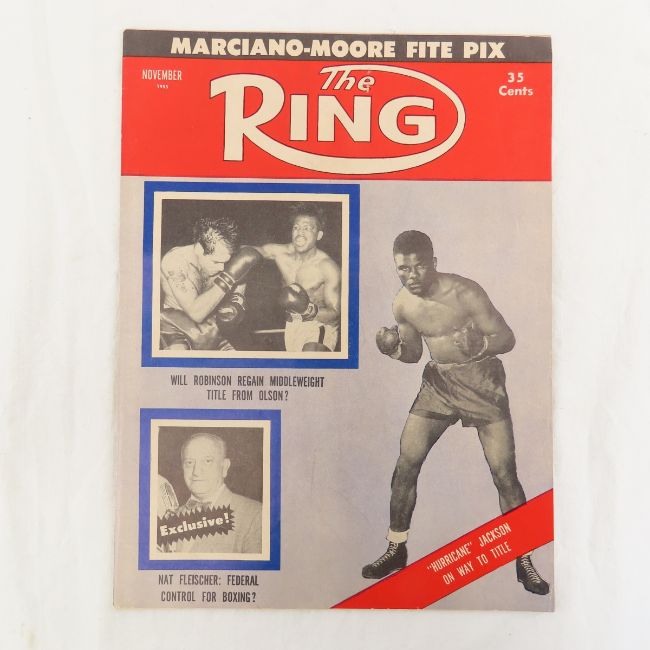 MARCIANO-MOORE FITE PIX
NOVEMBER
1955
The
RING
35
Cents
WILL ROBINSON REGAIN MIDDLEWEIGHT
TITLE FROM OLSON?
Exclusive!
NAT FLEISCHER: FEDERAL
CONTROL FOR BOXING?
"HURRICANE" JACKSON
ON WAY TO TITLE